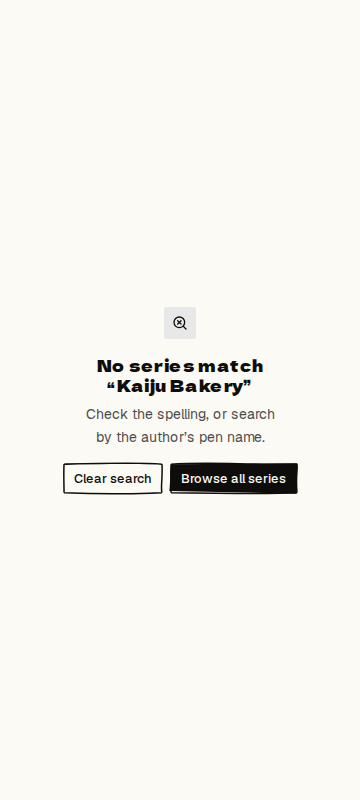 No series match
“Kaiju Bakery”
Check the spelling, or search
by the author’s pen name.
Clear search
Browse all series